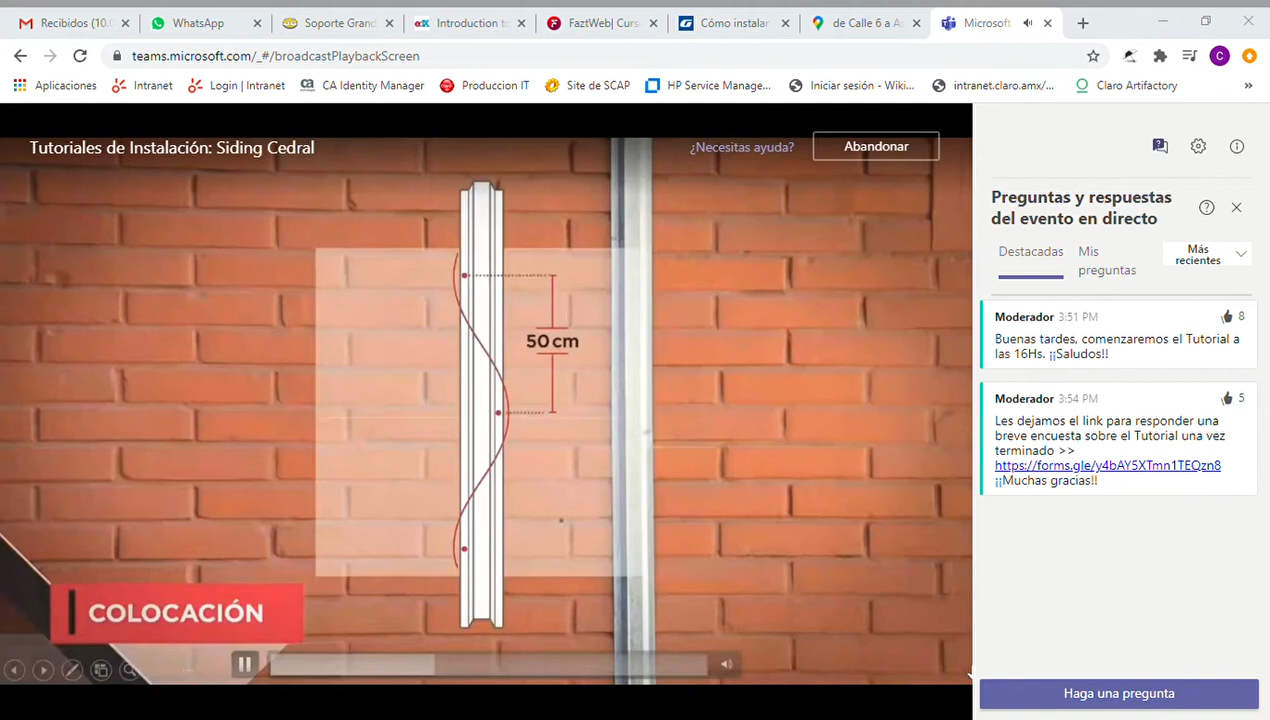 Recibidos (10.0
WhatsApp
Soporte Grand
Introduction to
FaztWeb| Curs
Cómo instalar
de Calle 6 a A
Microsoft
teams.microsoft.com/_#/broadcastPlaybackScreen
C
Aplicaciones
Intranet
Login | Intranet
CA Identity Manager
Produccion IT
Site de SCAP
HP Service Manage...
Iniciar sesión - Wiki...
intranet.claro.amx/...
Claro Artifactory
Tutoriales de Instalación: Siding Cedral
¿Necesitas ayuda?
Abandonar
50 cm
COLOCACIÓN
Preguntas y respuestas
del evento en directo
Destacadas
Mis
preguntas
Más
recientes
Moderador 3:51 PM
8
Buenas tardes, comenzaremos el Tutorial a
las 16Hs. ¡¡Saludos!!
Moderador 3:54 PM
5
Les dejamos el link para responder una
breve encuesta sobre el Tutorial una vez
terminado >>
https://forms.gle/y4bAY5XTmn1TEQzn8
¡¡Muchas gracias!!
Haga una pregunta